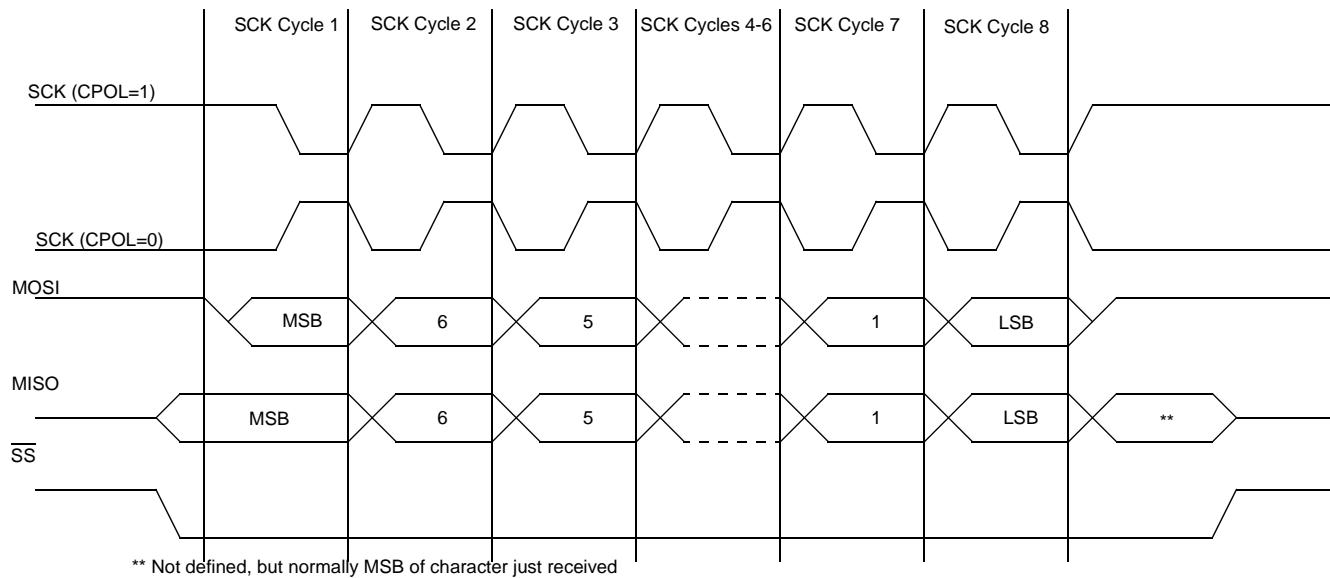 SCK Cycle 1 SCK Cycle 2 SCK Cycle 3 SCK Cycles 4-6 SCK Cycle 7 SCK Cycle 8
SCK (CPOL=1)
SCK (CPOL=0)
MOSI
MSB 6 5 1 LSB
MISO
MSB 6 5 1 LSB **
SS
** Not defined, but normally MSB of character just received